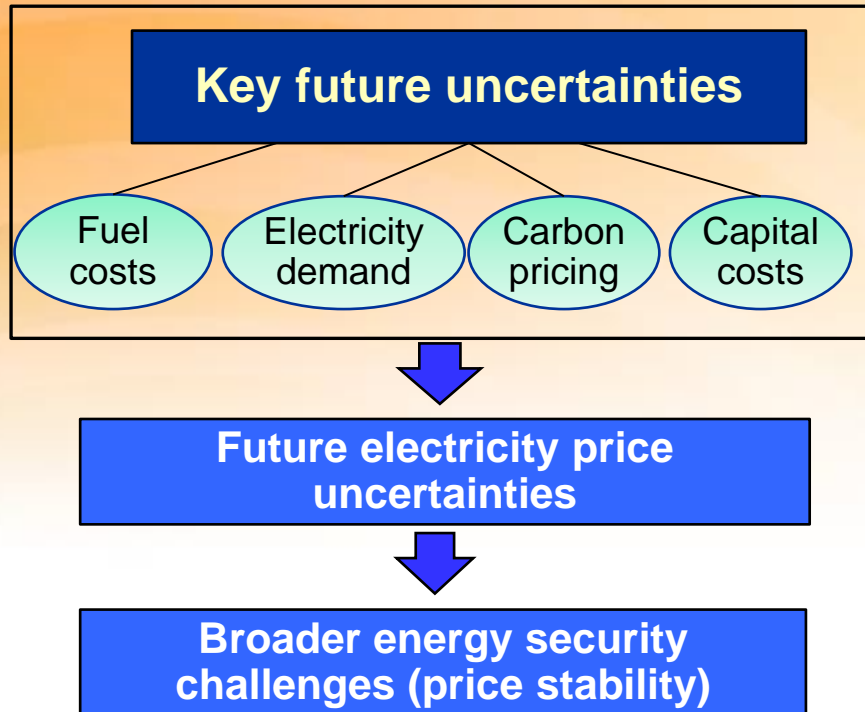 Key future uncertainties
Fuel
costs
Electricity
demand
Carbon
pricing
Capital
costs
Future electricity price
uncertainties
Broader energy security
challenges (price stability)